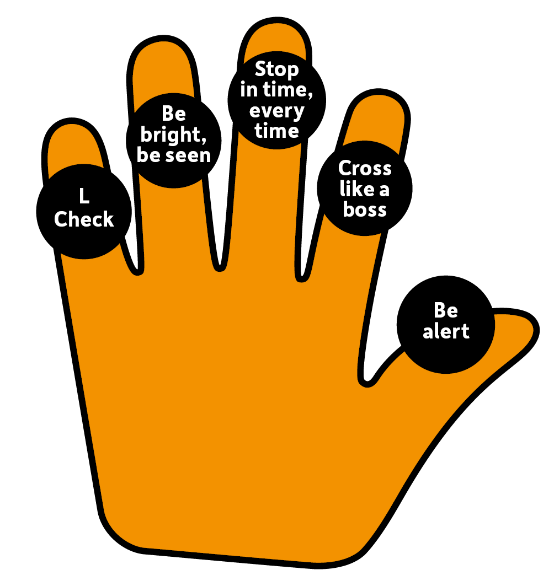 L
Check
Be
bright,
be seen
Stop
in time,
every
time
Cross
like a
boss
Be
alert